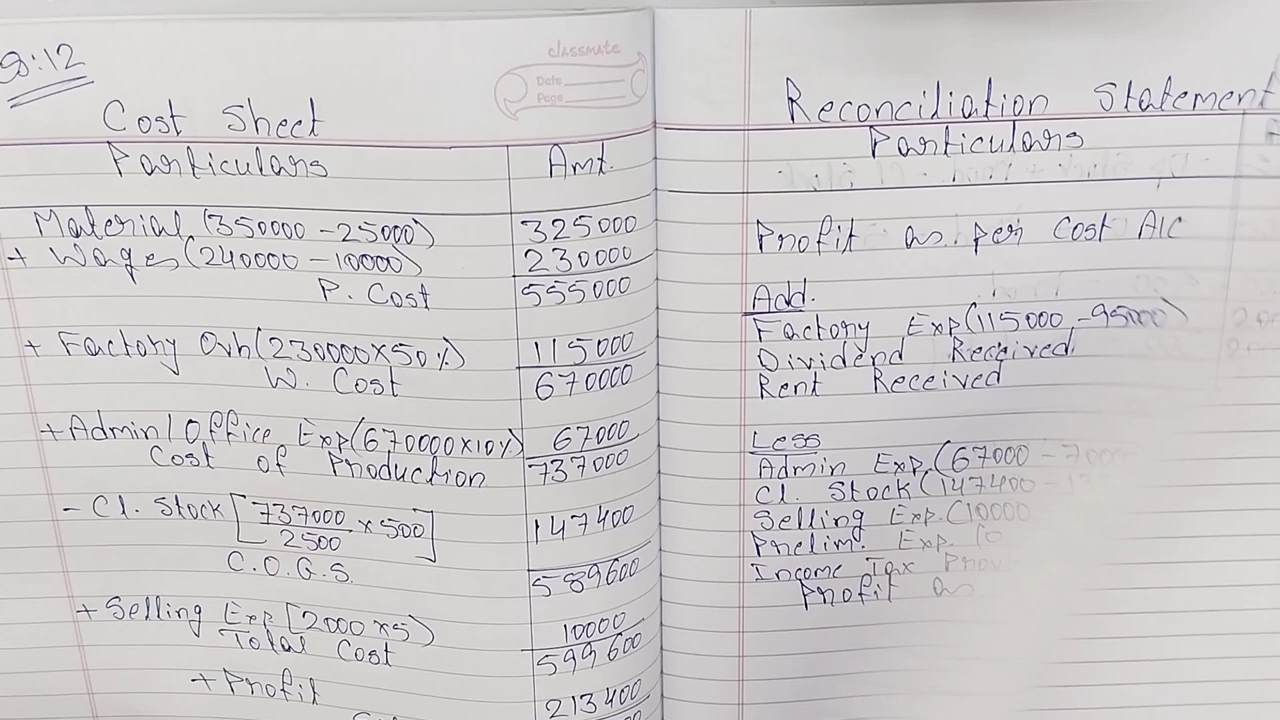 8:12
classmate
Date
Page
Cost Sheet
Particulars Amt.
Material (350000 - 25000) 325000
+ Wages (240000 - 10000) 230000
P. Cost 555000
+ Factory Ovh (230000 x 50%) 115000
W. Cost 670000
+ Admin / Office Exp (670000 x 10%) 67000
Cost of Production 737000
- Cl. Stock [737000 x 500] 147400
2500
C.O.G.S. 589600
+ Selling Exp [2000 x 5) 10000
Total Cost 599600
+ Profit 213400
Reconciliation Statement
Particulars
Profit as per Cost A/C
Add.
Factory Exp (115000 - 95000)
Dividend Received
Rent Received
Less
Admin Exp. (67000 -
Cl. Stock (147400 -
Selling Exp. (10000
Prelim. Exp.
Income Tax
Profit as